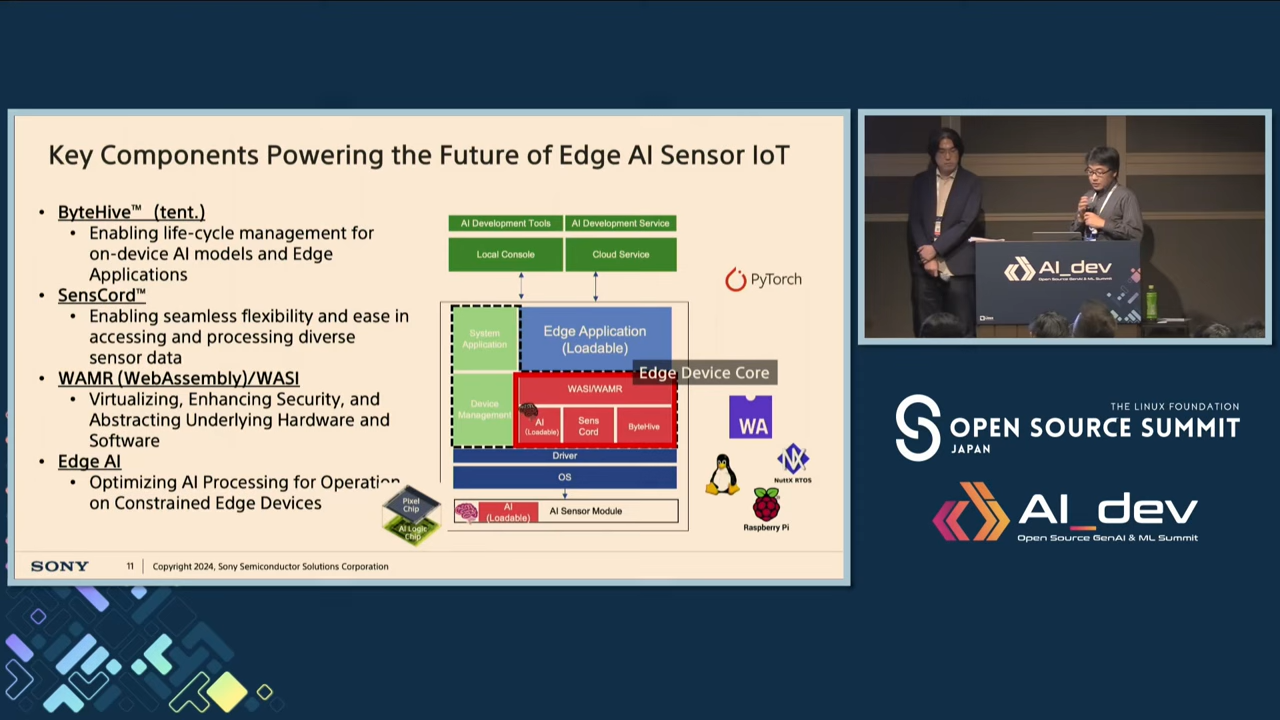 Key Components Powering the Future of Edge AI Sensor IoT
• ByteHive™ (tent.)
• Enabling life-cycle management for
on-device AI models and Edge
Applications
• SensCord™
• Enabling seamless flexibility and ease in
accessing and processing diverse
sensor data
• WAMR (WebAssembly)/WASI
• Virtualizing, Enhancing Security, and
Abstracting Underlying Hardware and
Software
• Edge AI
• Optimizing AI Processing for Operation
on Constrained Edge Devices
AI Development Tools
AI Development Service
Local Console
Cloud Service
System
Application
Edge Application
(Loadable)
Edge Device Core
Device
Management
WASI/WAMR
AI
(Loadable)
Sens
Cord
ByteHive
Driver
OS
AI
(Loadable)
AI Sensor Module
Pixel
Chip
AI Logic
Chip
PyTorch
WA
NX
NuttX RTOS
Raspberry Pi
SONY
11
Copyright 2024, Sony Semiconductor Solutions Corporation
AI_dev
Open Source GenAI & ML Summit
THE LINUX FOUNDATION
OPEN SOURCE SUMMIT
JAPAN
AI_dev
Open Source GenAI & ML Summit